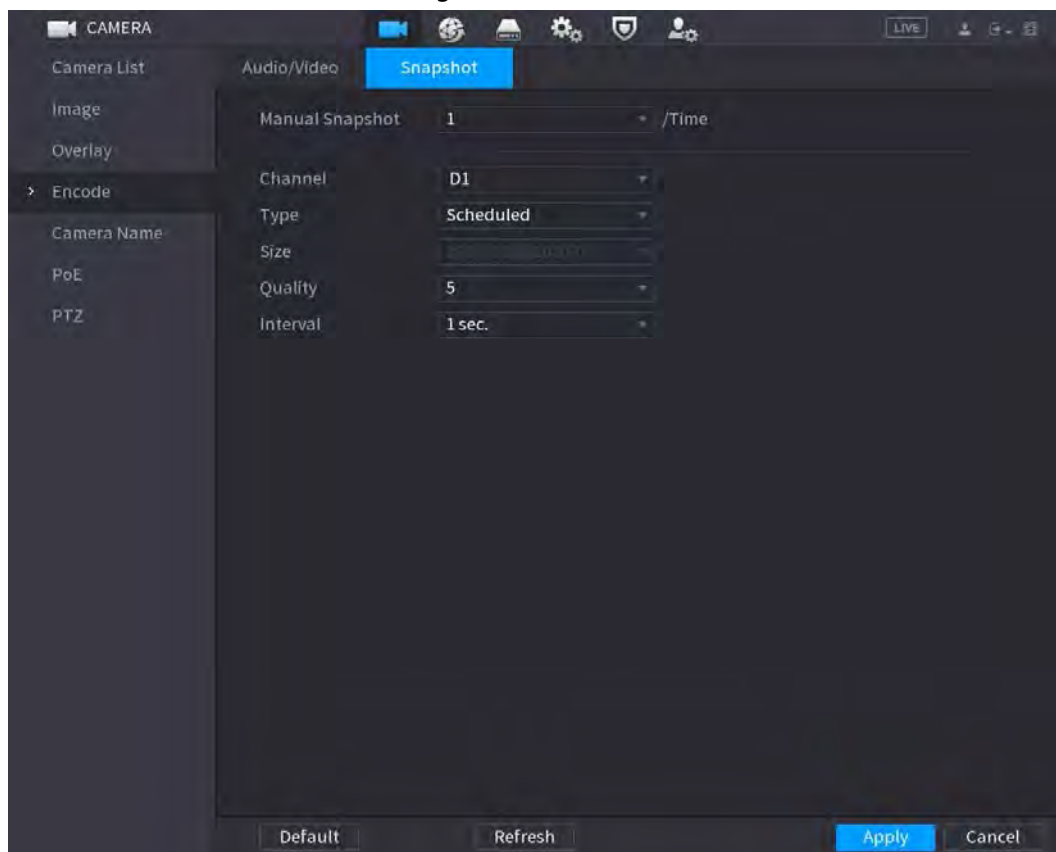 CAMERA
LIVE
Camera List
Image
Overlay
Encode
Camera Name
PoE
PTZ
Audio/Video
Snapshot
Manual Snapshot 1 /Time
Channel D1
Type Scheduled
Size
Quality 5
Interval 1 sec.
Default
Refresh
Apply
Cancel